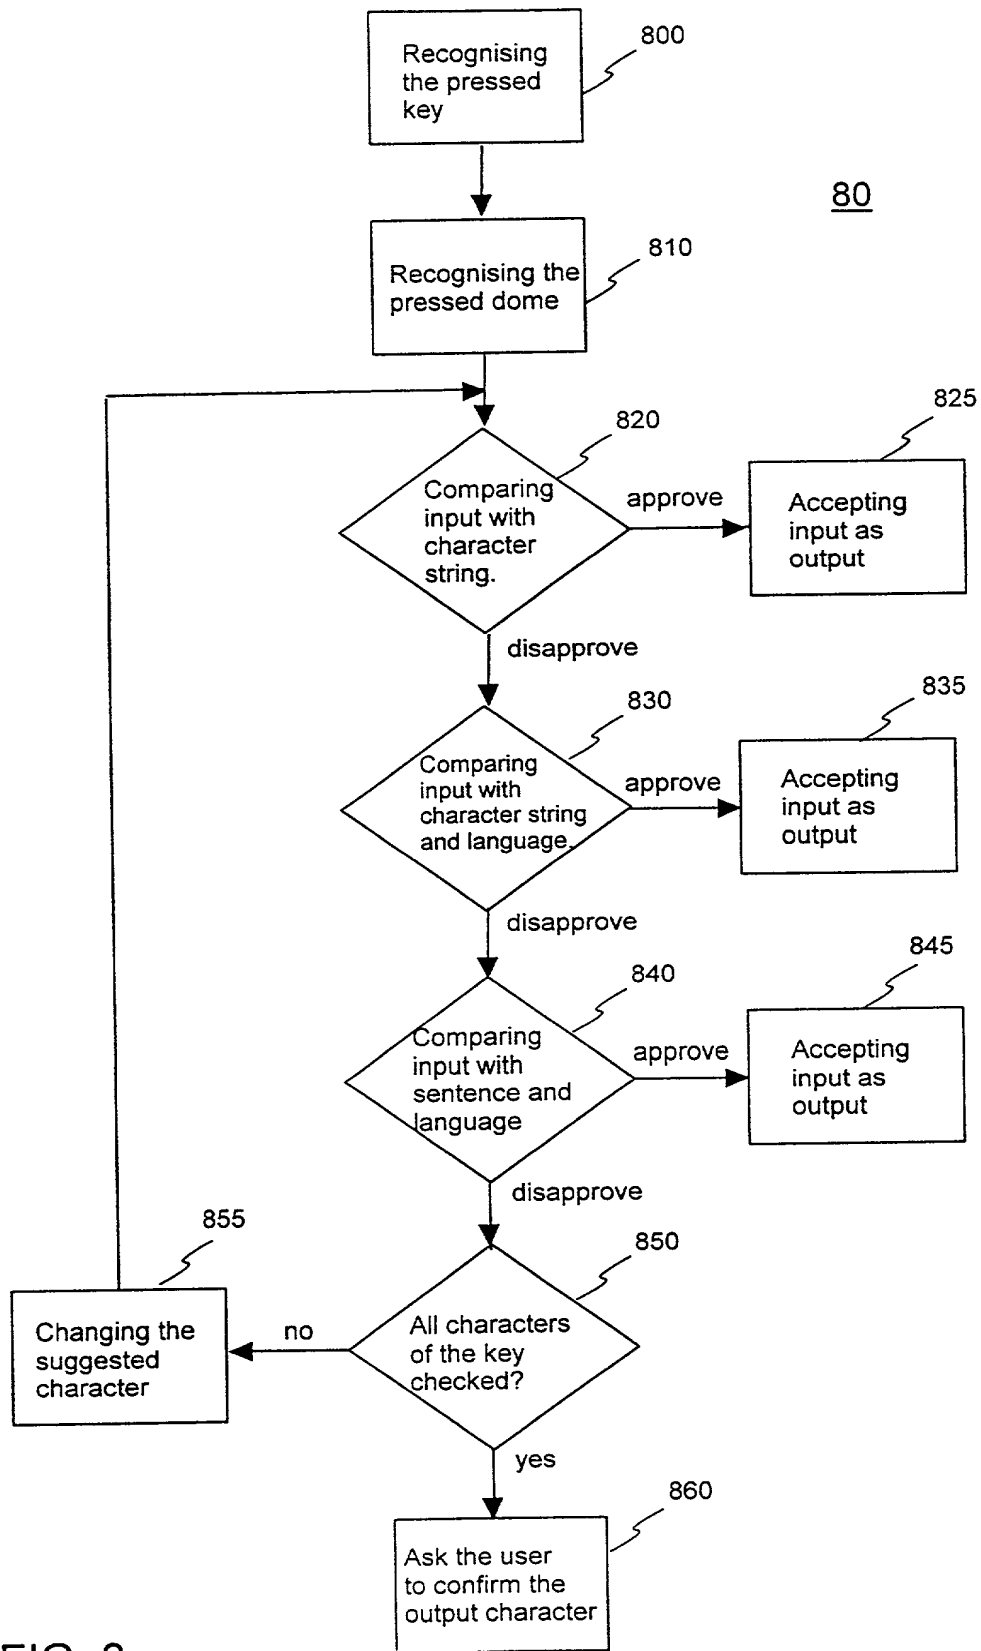 800
Recognising
the pressed
key
80
810
Recognising the
pressed dome
820
825
Comparing
input with
character
string.
approve
Accepting
input as
output
disapprove
830
835
Comparing
input with
character string
and language.
approve
Accepting
input as
output
disapprove
840
845
Comparing
input with
sentence and
language
approve
Accepting
input as
output
disapprove
850
855
All characters
of the key
checked?
no
Changing the
suggested
character
yes
860
Ask the user
to confirm the
output character
FIG.